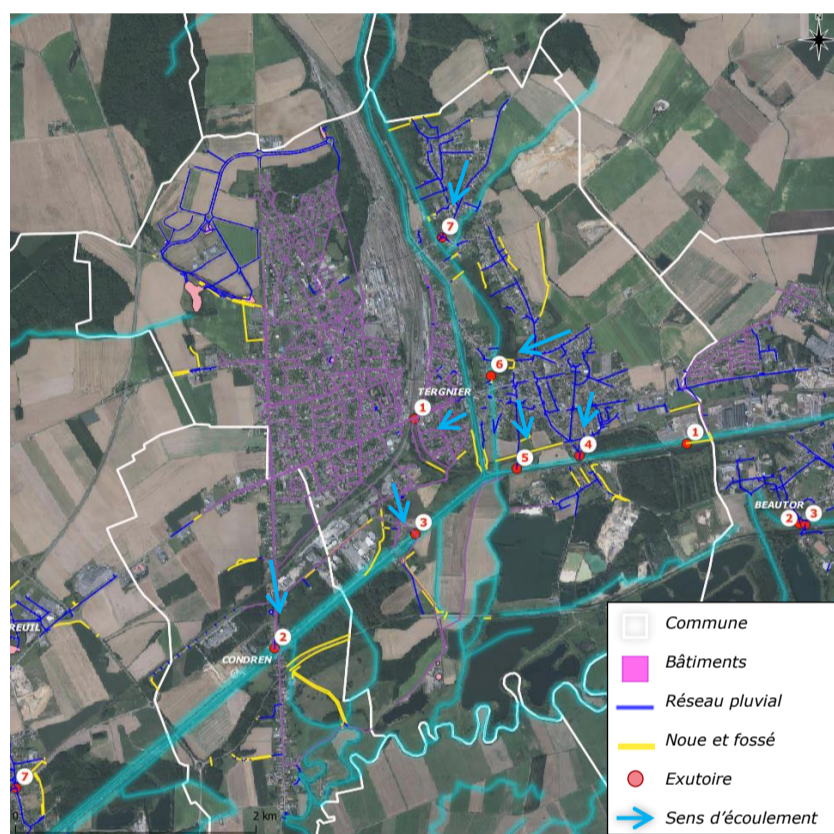 7
6
TERGNIER
1
1
4
5
BEAUTOR
2
3
3
REUIL
2
CONDREN
7
0
2 km
Commune
Bâtiments
Réseau pluvial
Noue et fossé
Exutoire
Sens d'écoulement